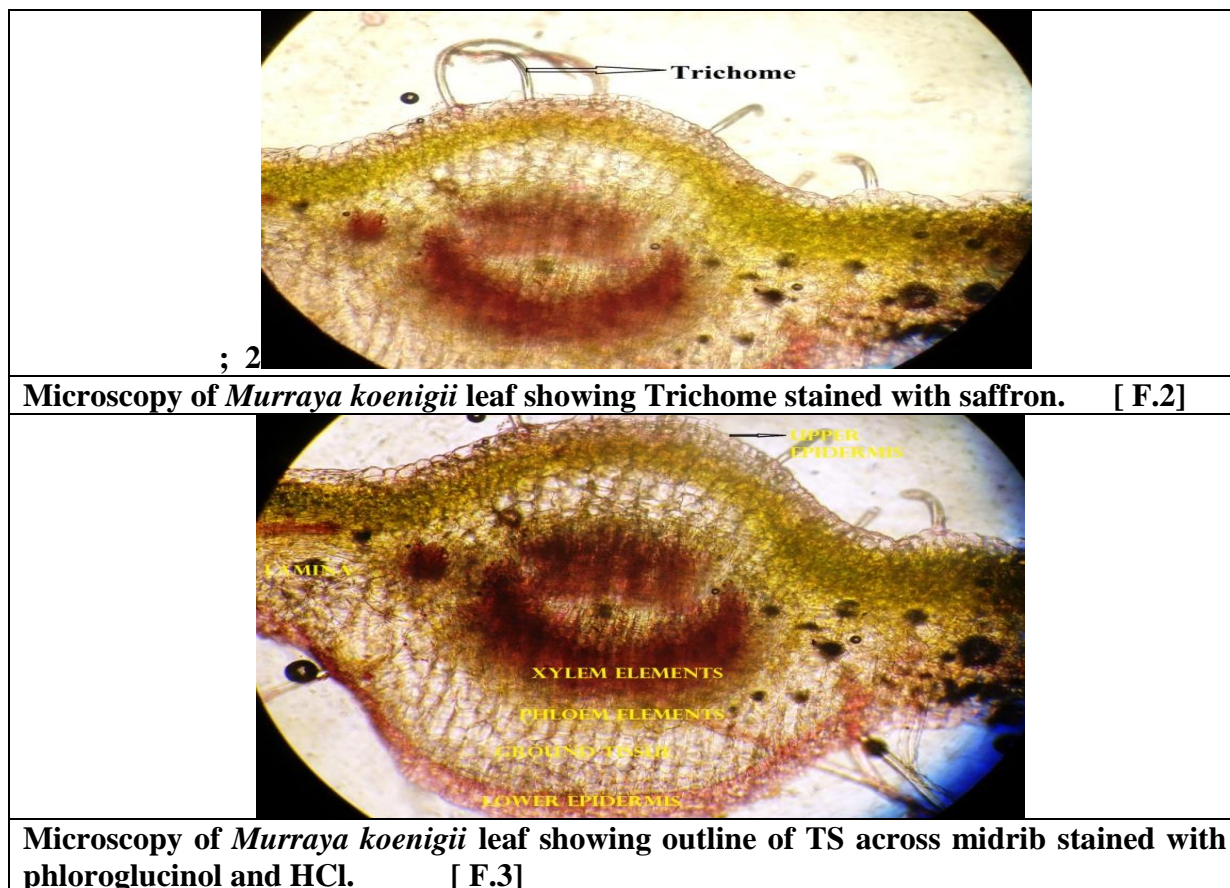 Trichome
; 2
Microscopy of Murraya koenigii leaf showing Trichome stained with saffron. [ F.2]
UPPER
EPIDERMIS
LAMINA
XYLEM ELEMENTS
PHLOEM ELEMENTS
GROUND TISSUE
LOWER EPIDERMIS
Microscopy of Murraya koenigii leaf showing outline of TS across midrib stained with
phloroglucinol and HCl. [ F.3]